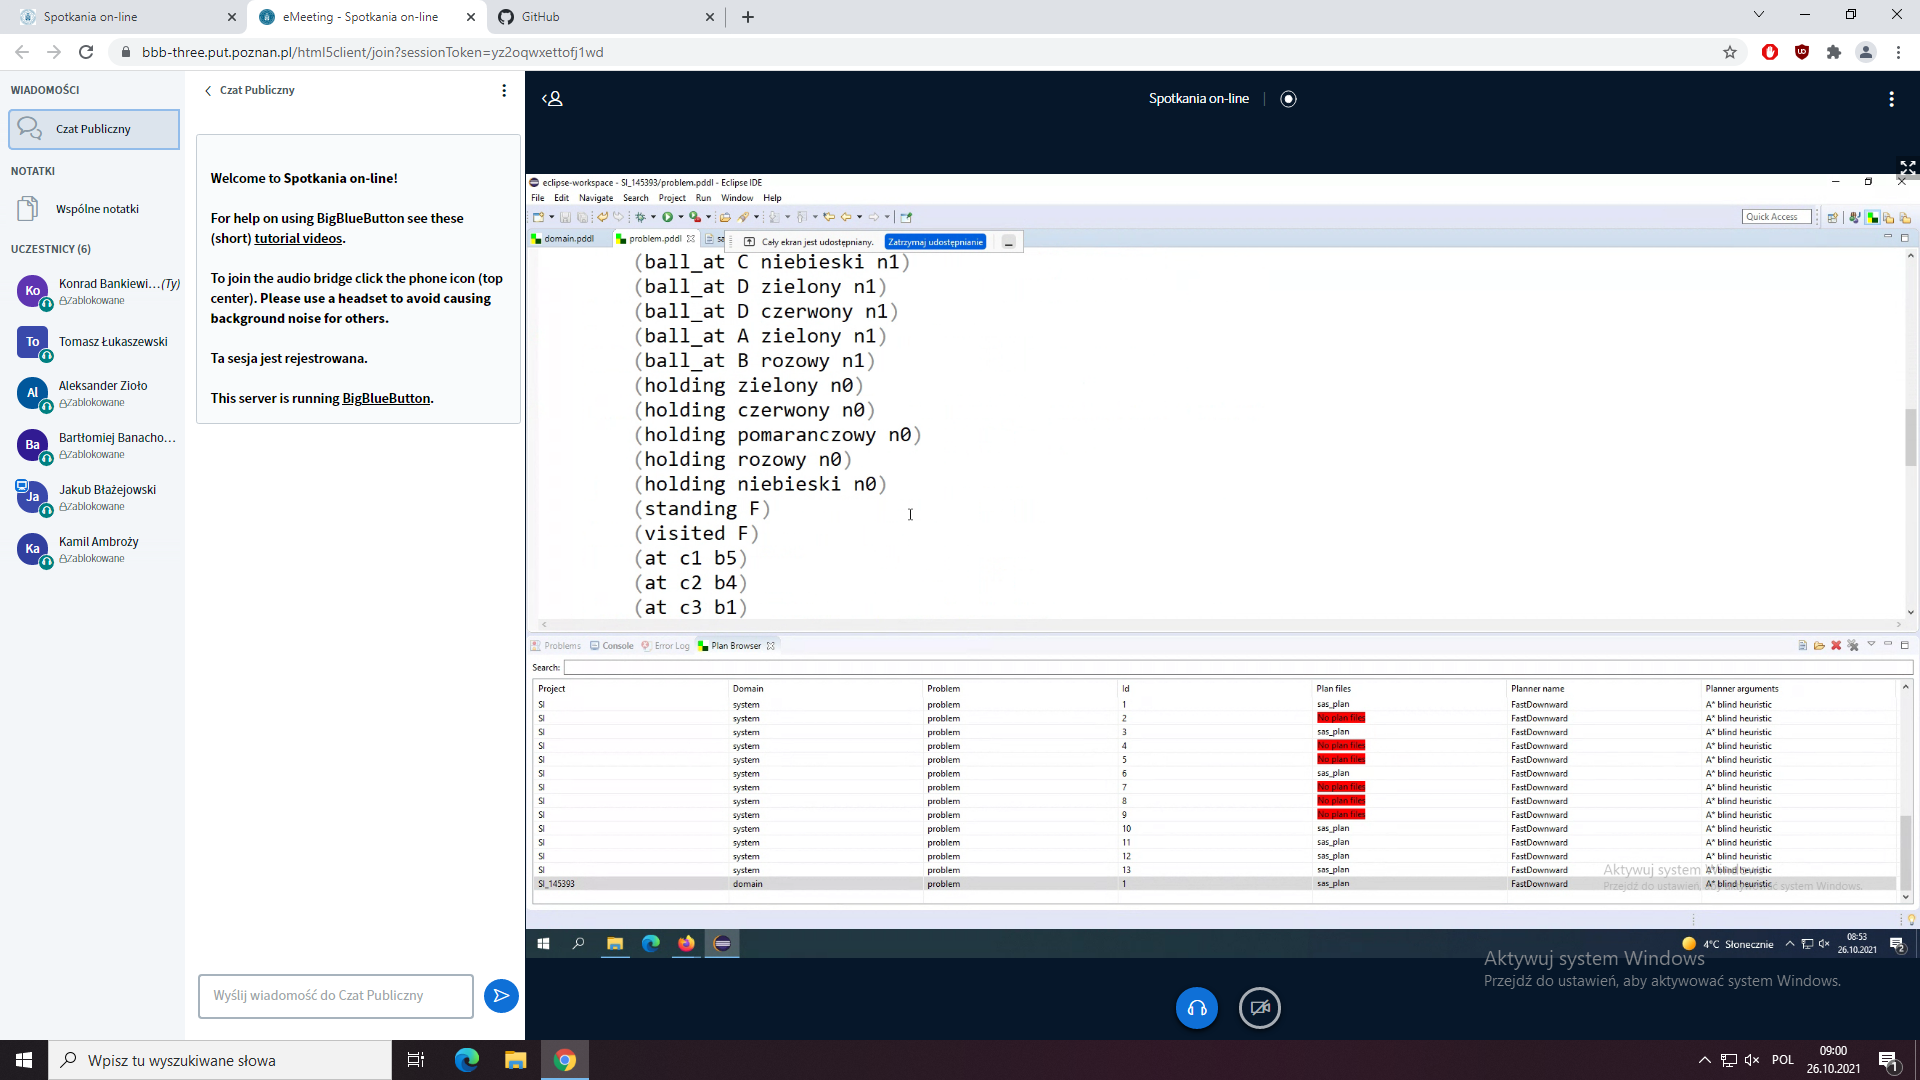 Spotkania on-line
eMeeting - Spotkania on-line
GitHub
bbb-three.put.poznan.pl/html5client/join?sessionToken=yz2oqwxettofj1wd
WIADOMOŚCI
Czat Publiczny
NOTATKI
Wspólne notatki
UCZESTNICY (6)
Ko
Konrad Bankiewi... (Ty)
Zablokowane
To
Tomasz Łukaszewski
Al
Aleksander Zioło
Zablokowane
Ba
Bartłomiej Banacho...
Zablokowane
Ja
Jakub Błażejowski
Zablokowane
Ka
Kamil Ambroży
Zablokowane
Czat Publiczny
Welcome to Spotkania on-line!
For help on using BigBlueButton see these
(short) tutorial videos.
To join the audio bridge click the phone icon (top
center). Please use a headset to avoid causing
background noise for others.
Ta sesja jest rejestrowana.
This server is running BigBlueButton.
Wyślij wiadomość do Czat Publiczny
Spotkania on-line
eclipse-workspace - SI_145393/problem.pddl - Eclipse IDE
File Edit Navigate Search Project Run Window Help
Quick Access
domain.pddl
problem.pddl
sa
Cały ekran jest udostępniany.
Zatrzymaj udostępnianie
(ball_at C niebieski n1)
(ball_at D zielony n1)
(ball_at D czerwony n1)
(ball_at A zielony n1)
(ball_at B rozowy n1)
(holding zielony n0)
(holding czerwony n0)
(holding pomaranczowy n0)
(holding rozowy n0)
(holding niebieski n0)
(standing F)
(visited F)
(at c1 b5)
(at c2 b4)
(at c3 b1)
Problems Console Error Log Plan Browser
Search:
Project Domain Problem Id Plan files Planner name Planner arguments
SI system problem 1 sas_plan FastDownward A* blind heuristic
SI system problem 2 No plan files FastDownward A* blind heuristic
SI system problem 3 sas_plan FastDownward A* blind heuristic
SI system problem 4 No plan files FastDownward A* blind heuristic
SI system problem 5 No plan files FastDownward A* blind heuristic
SI system problem 6 sas_plan FastDownward A* blind heuristic
SI system problem 7 No plan files FastDownward A* blind heuristic
SI system problem 8 No plan files FastDownward A* blind heuristic
SI system problem 9 No plan files FastDownward A* blind heuristic
SI system problem 10 sas_plan FastDownward A* blind heuristic
SI system problem 11 sas_plan FastDownward A* blind heuristic
SI system problem 12 sas_plan FastDownward A* blind heuristic
SI system problem 13 sas_plan FastDownward A* blind heuristic
SI_145393 domain problem 1 sas_plan FastDownward A* blind heuristic
Aktywuj system Windows
Przejdź do ustawień, aby aktywować system Windows.
4°C Słonecznie
08:53
26.10.2021
2
Aktywuj system Windows
Przejdź do ustawień, aby aktywować system Windows.
Wpisz tu wyszukiwane słowa
POL
09:00
26.10.2021
1